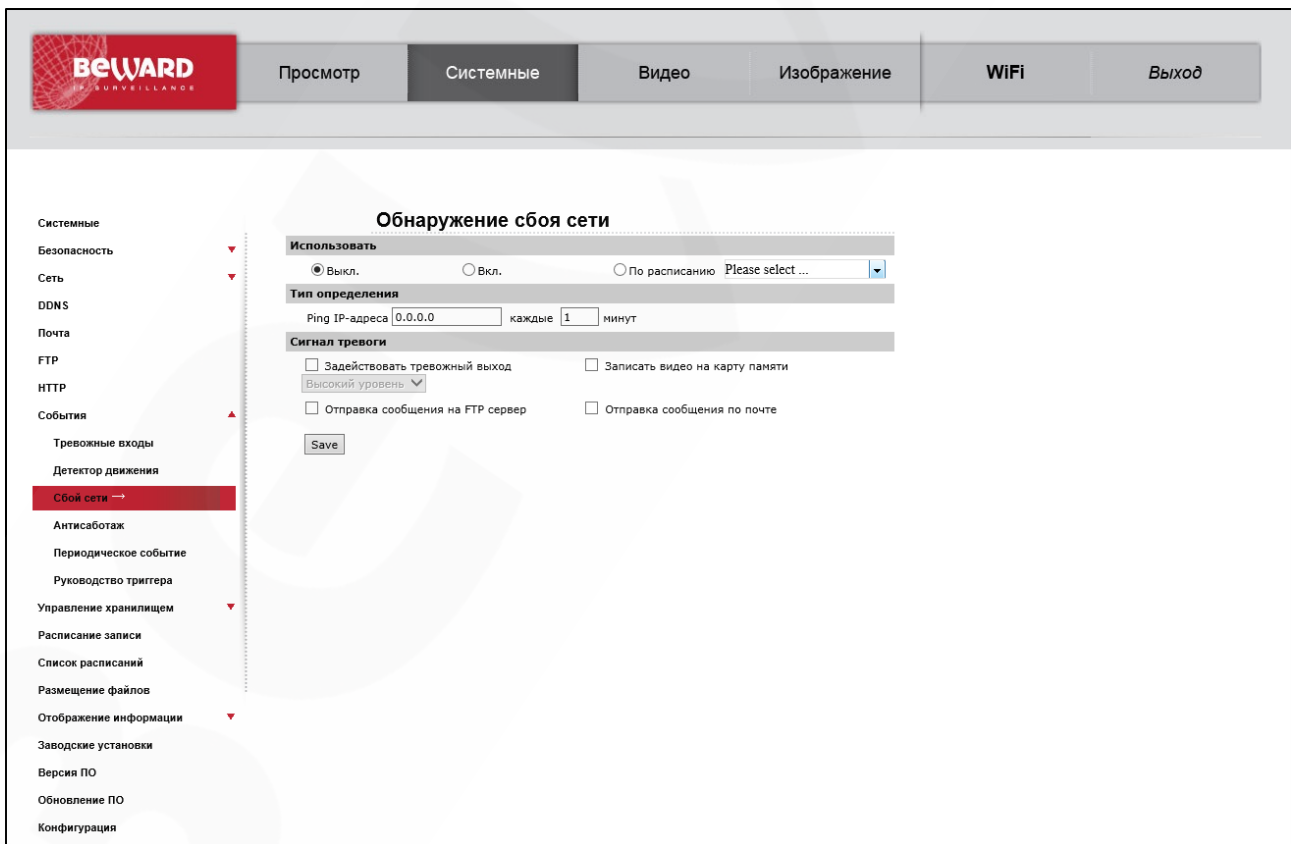 BEWARD
IP SURVEILLANCE
Просмотр
Системные
Видео
Изображение
WiFi
Выход
Системные
Безопасность
Сеть
DDNS
Почта
FTP
HTTP
События
Тревожные входы
Детектор движения
Сбой сети →
Антисаботаж
Периодическое событие
Руководство триггера
Управление хранилищем
Расписание записи
Список расписаний
Размещение файлов
Отображение информации
Заводские установки
Версия ПО
Обновление ПО
Конфигурация
Обнаружение сбоя сети
Использовать
Выкл. Вкл. По расписанию Please select ...
Тип определения
Ping IP-адреса 0.0.0.0 каждые 1 минут
Сигнал тревоги
Задействовать тревожный выход Записать видео на карту памяти
Высокий уровень
Отправка сообщения на FTP сервер Отправка сообщения по почте
Save